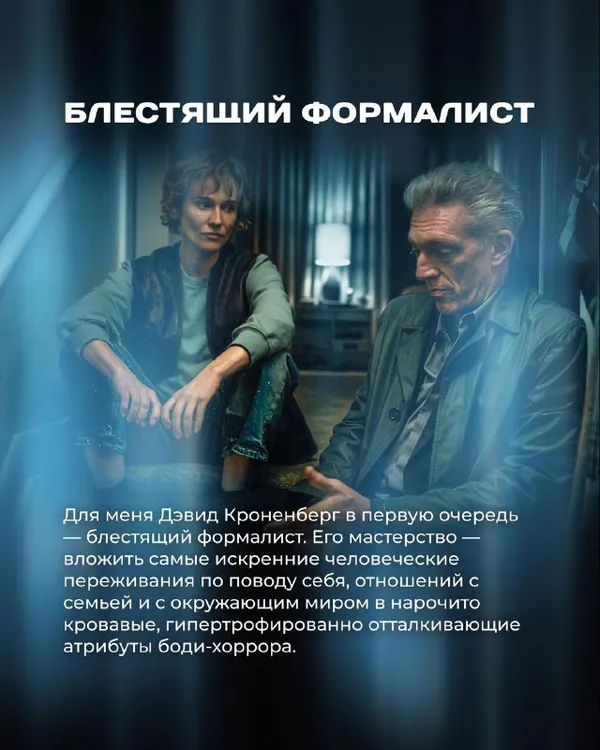 БЛЕСТЯЩИЙ ФОРМАЛИСТ
Для меня Дэвид Кроненберг в первую очередь
— блестящий формалист. Его мастерство —
вложить самые искренние человеческие
переживания по поводу себя, отношений с
семьей и с окружающим миром в нарочито
кровавые, гипертрофированно отталкивающие
атрибуты боди-хоррора.